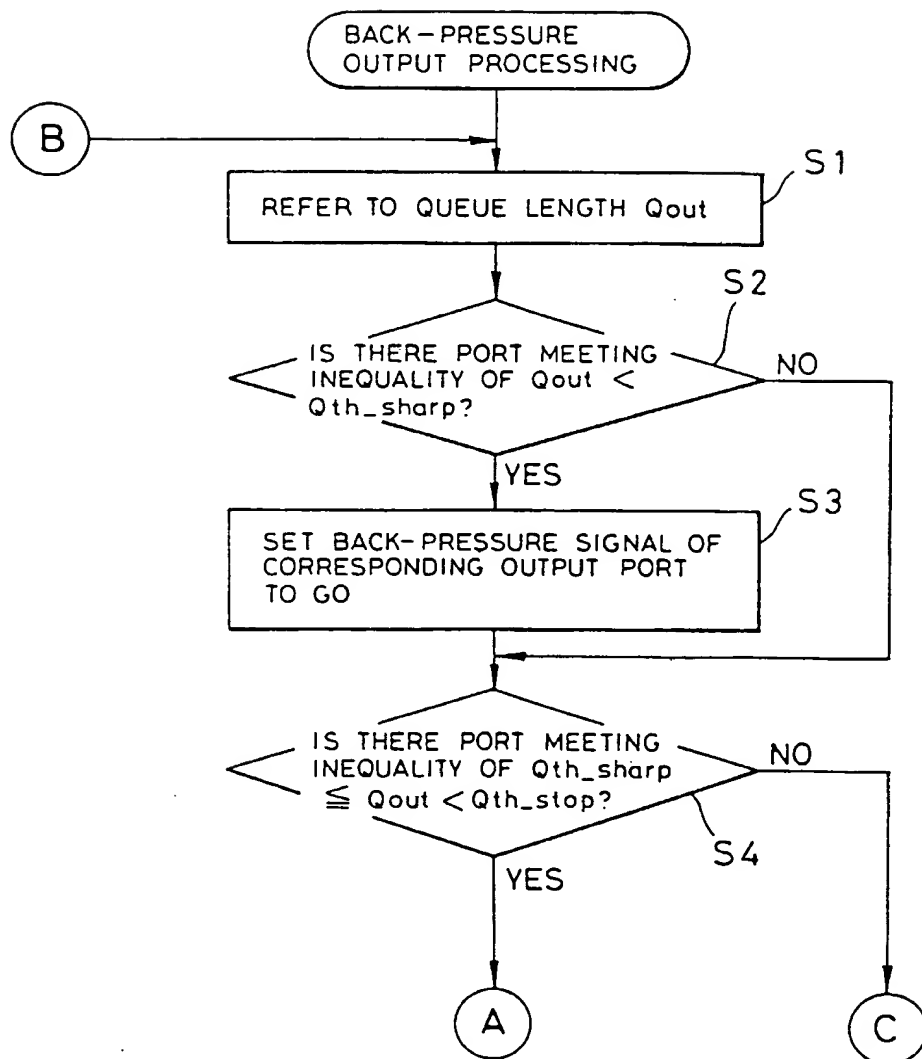 BACK-PRESSURE
OUTPUT PROCESSING
B
S1
REFER TO QUEUE LENGTH Qout
S2
IS THERE PORT MEETING
INEQUALITY OF Qout <
Qth_sharp?
NO
YES
S3
SET BACK-PRESSURE SIGNAL OF
CORRESPONDING OUTPUT PORT
TO GO
IS THERE PORT MEETING
INEQUALITY OF Qth_sharp
≦ Qout < Qth_stop?
NO
S4
YES
A
C